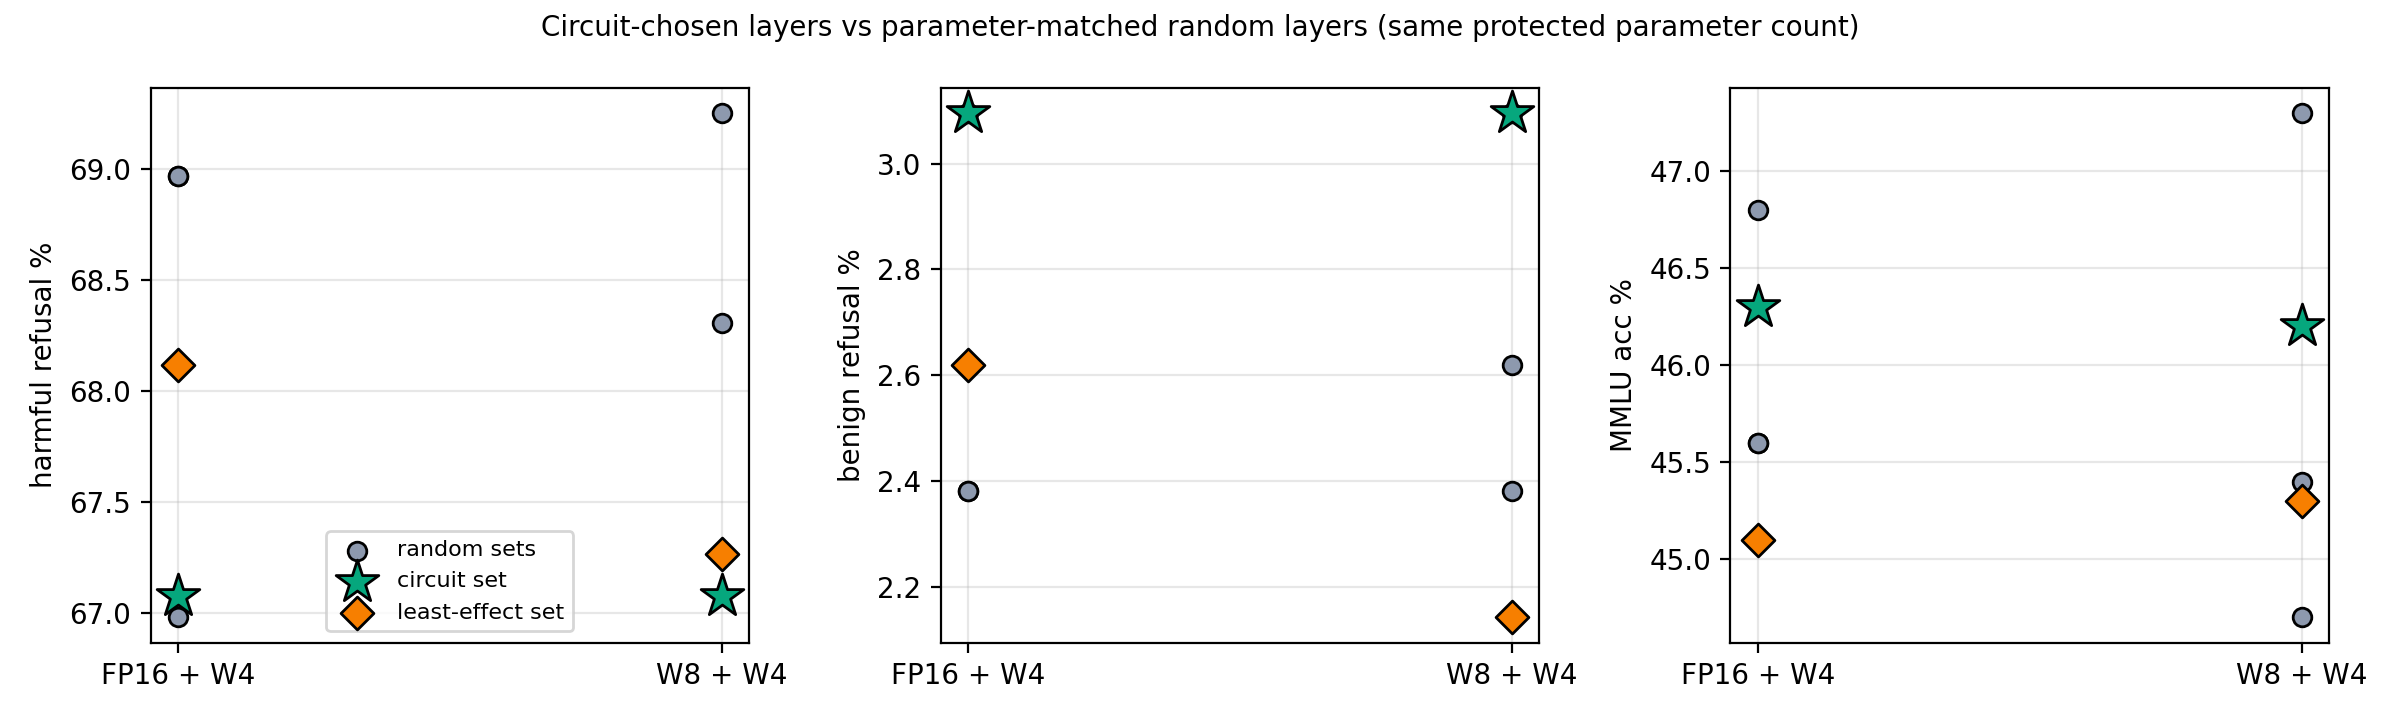 Circuit-chosen layers vs parameter-matched random layers (same protected parameter count)
harmful refusal %
69.0
68.5
68.0
67.5
67.0
random sets
circuit set
least-effect set
FP16 + W4
W8 + W4
benign refusal %
3.0
2.8
2.6
2.4
2.2
FP16 + W4
W8 + W4
MMLU acc %
47.0
46.5
46.0
45.5
45.0
FP16 + W4
W8 + W4